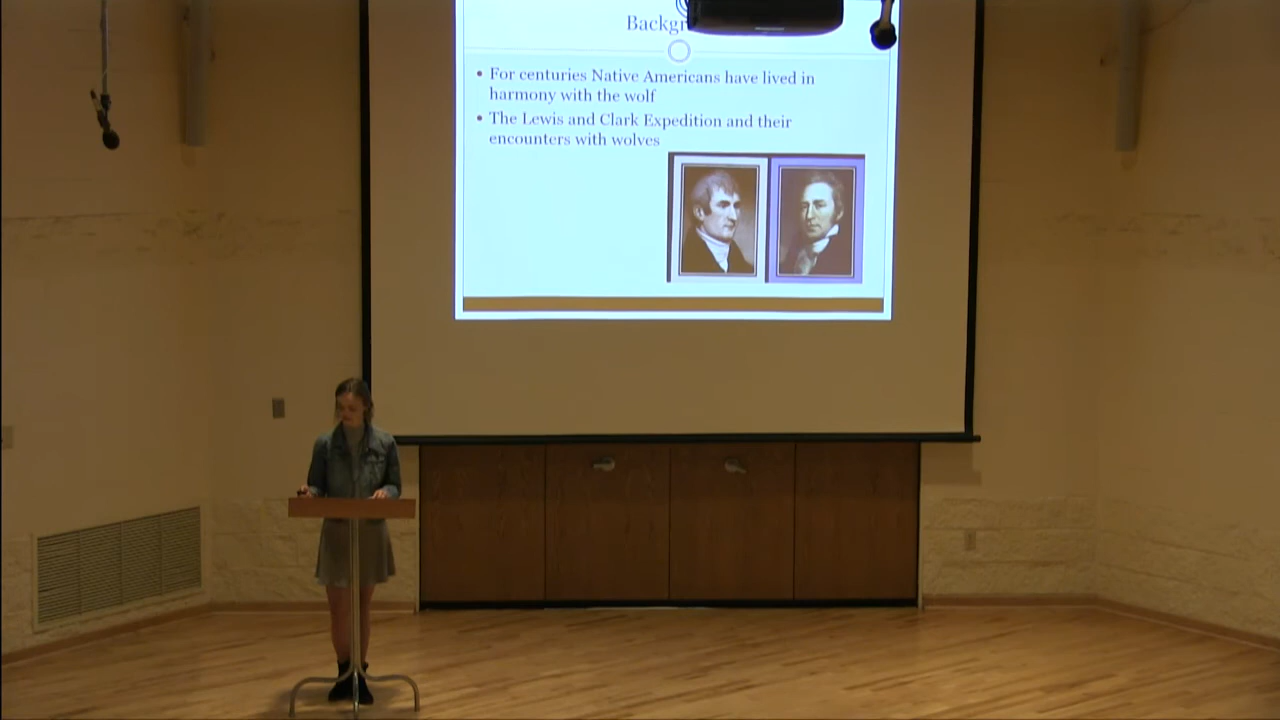 Backgr
• For centuries Native Americans have lived in
harmony with the wolf
• The Lewis and Clark Expedition and their
encounters with wolves